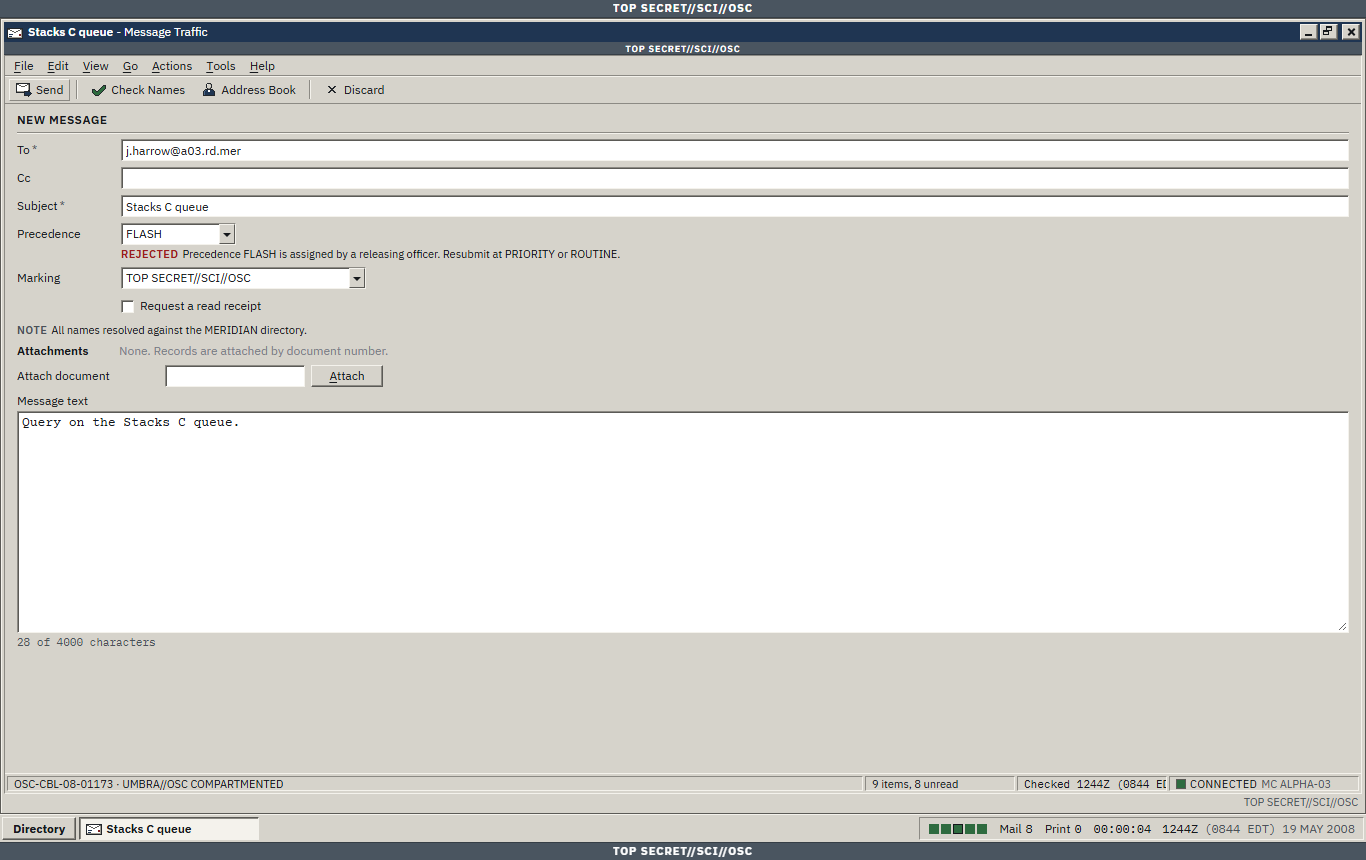 TOP SECRET//SCI//OSC
Stacks C queue - Message Traffic
TOP SECRET//SCI//OSC
File Edit View Go Actions Tools Help
Send Check Names Address Book Discard
NEW MESSAGE
To * j.harrow@a03.rd.mer
Cc
Subject * Stacks C queue
Precedence FLASH
REJECTED Precedence FLASH is assigned by a releasing officer. Resubmit at PRIORITY or ROUTINE.
Marking TOP SECRET//SCI//OSC
Request a read receipt
NOTE All names resolved against the MERIDIAN directory.
Attachments None. Records are attached by document number.
Attach document Attach
Message text
Query on the Stacks C queue.
28 of 4000 characters
OSC-CBL-08-01173 · UMBRA//OSC COMPARTMENTED 9 items, 8 unread Checked 1244Z (0844 ED CONNECTED MC ALPHA-03
TOP SECRET//SCI//OSC
Directory Stacks C queue Mail 8 Print 0 00:00:04 1244Z (0844 EDT) 19 MAY 2008
TOP SECRET//SCI//OSC